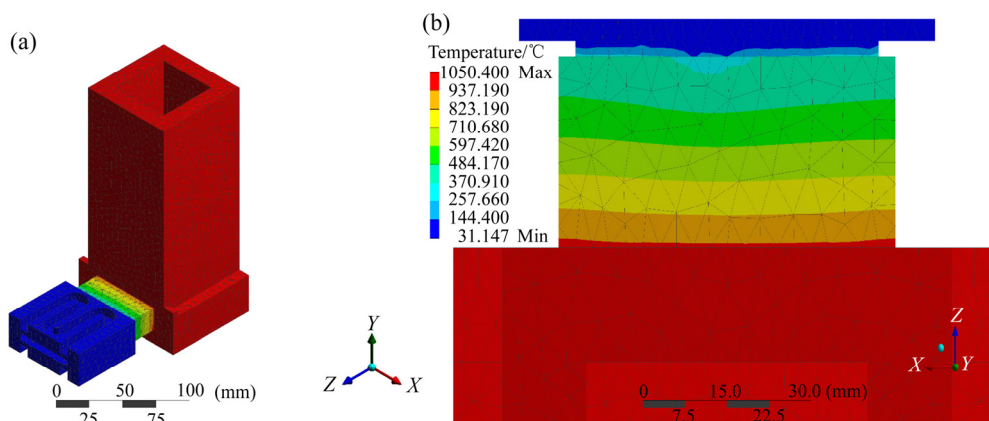 (a)
0 50 100 (mm)
25 75
Y
Z X
(b)
Temperature/°C
1050.400 Max
937.190
823.190
710.680
597.420
484.170
370.910
257.660
144.400
31.147 Min
Z
X Y
0 15.0 30.0 (mm)
7.5 22.5